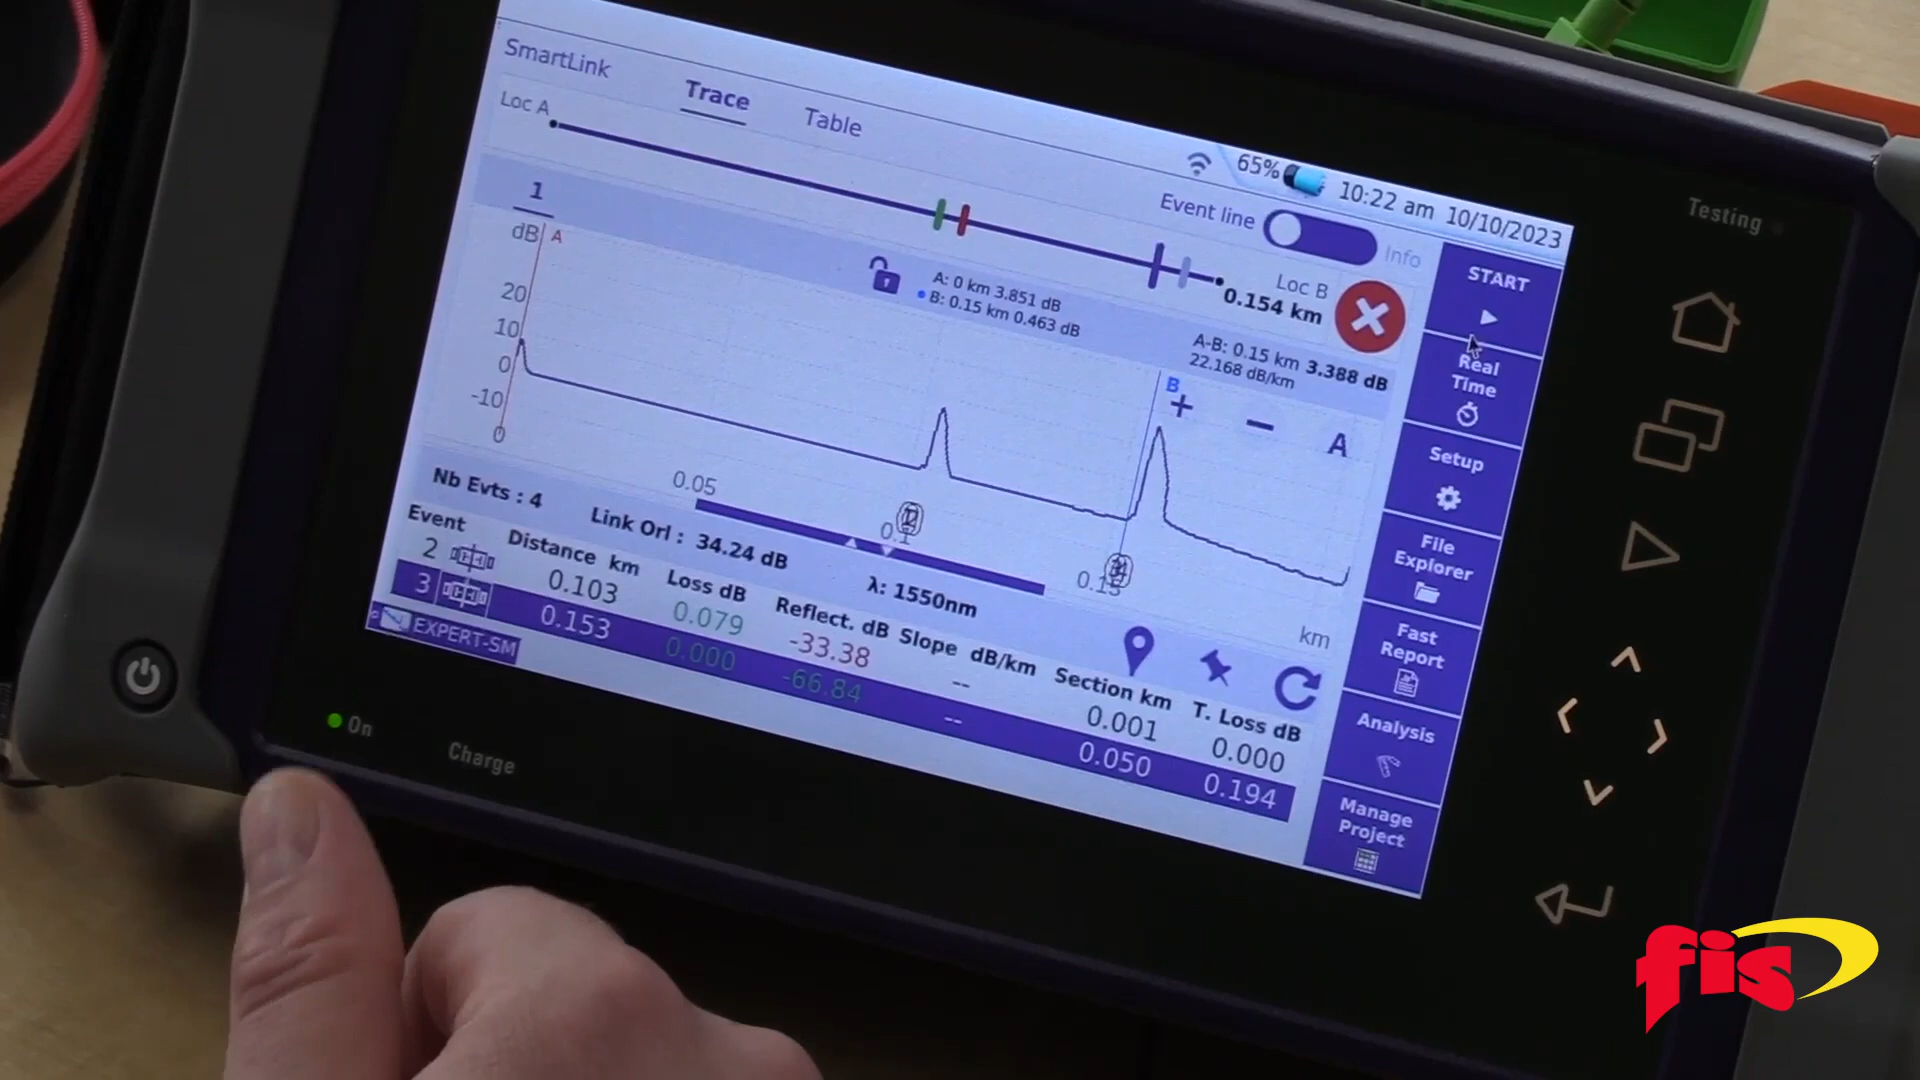 SmartLink Trace Table
65% 10:22 am 10/10/2023
Loc A
Event line Info
Loc B
0.154 km
1
dB A
A: 0 km 3.851 dB
B: 0.15 km 0.463 dB
A-B: 0.15 km 3.388 dB
22.168 dB/km
B + − A
20
10
0
-10
0
0.05
0.1
0.15
km
Nb Evts : 4 Link Orl : 34.24 dB λ: 1550nm
Event Distance km Loss dB Reflect. dB Slope dB/km Section km T. Loss dB
2 0.103 0.079 -33.38 -- 0.001 0.000
3 0.153 0.000 -66.84 -- 0.050 0.194
EXPERT-SM
START
Real
Time
Setup
File
Explorer
Fast
Report
Analysis
Manage
Project
Testing
On
Charge
fis